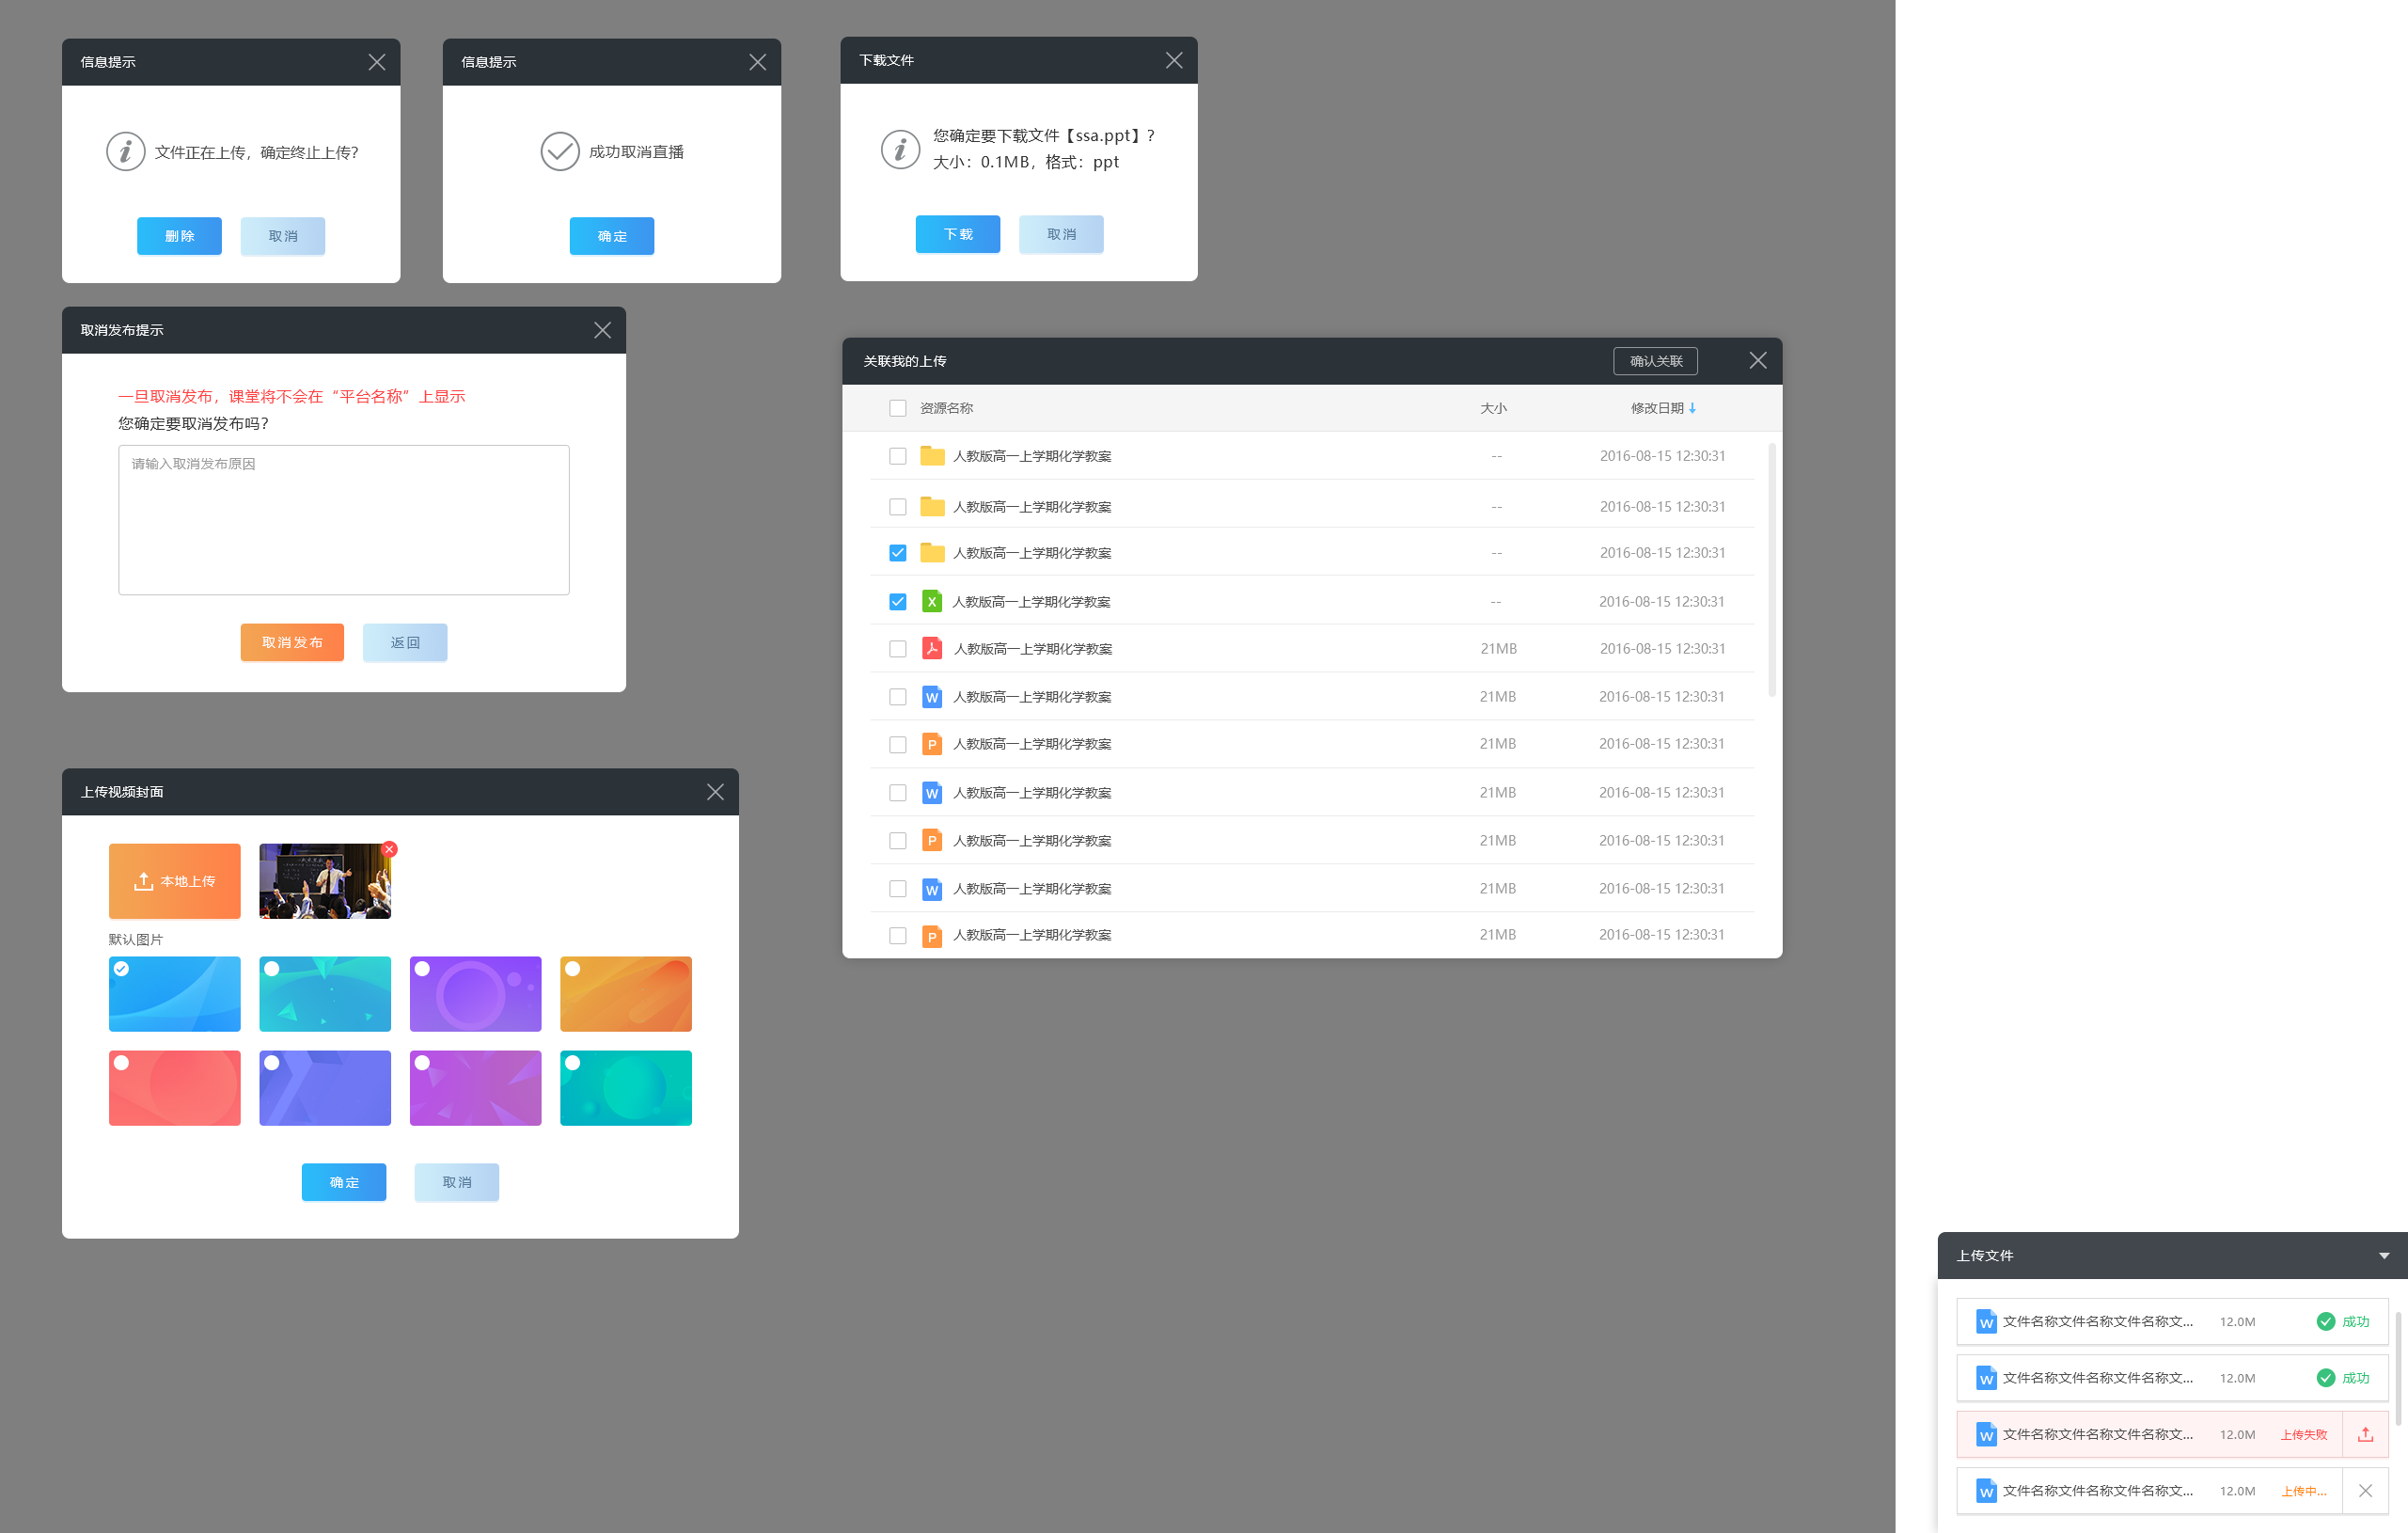 信息提示
文件正在上传，确定终止上传?
删除 取消
信息提示
成功取消直播
确定
下载文件
您确定要下载文件【ssa.ppt】?
大小：0.1MB，格式：ppt
下载 取消
取消发布提示
一旦取消发布，课堂将不会在“平台名称”上显示
您确定要取消发布吗?
请输入取消发布原因
取消发布 返回
关联我的上传 确认关联
资源名称 大小 修改日期
人教版高一上学期化学教案 -- 2016-08-15 12:30:31
人教版高一上学期化学教案 -- 2016-08-15 12:30:31
人教版高一上学期化学教案 -- 2016-08-15 12:30:31
X 人教版高一上学期化学教案 -- 2016-08-15 12:30:31
人教版高一上学期化学教案 21MB 2016-08-15 12:30:31
W 人教版高一上学期化学教案 21MB 2016-08-15 12:30:31
P 人教版高一上学期化学教案 21MB 2016-08-15 12:30:31
W 人教版高一上学期化学教案 21MB 2016-08-15 12:30:31
P 人教版高一上学期化学教案 21MB 2016-08-15 12:30:31
W 人教版高一上学期化学教案 21MB 2016-08-15 12:30:31
P 人教版高一上学期化学教案 21MB 2016-08-15 12:30:31
上传视频封面
本地上传
默认图片
确定 取消
上传文件
W 文件名称文件名称文件名称文... 12.0M 成功
W 文件名称文件名称文件名称文... 12.0M 成功
W 文件名称文件名称文件名称文... 12.0M 上传失败
W 文件名称文件名称文件名称文... 12.0M 上传中...